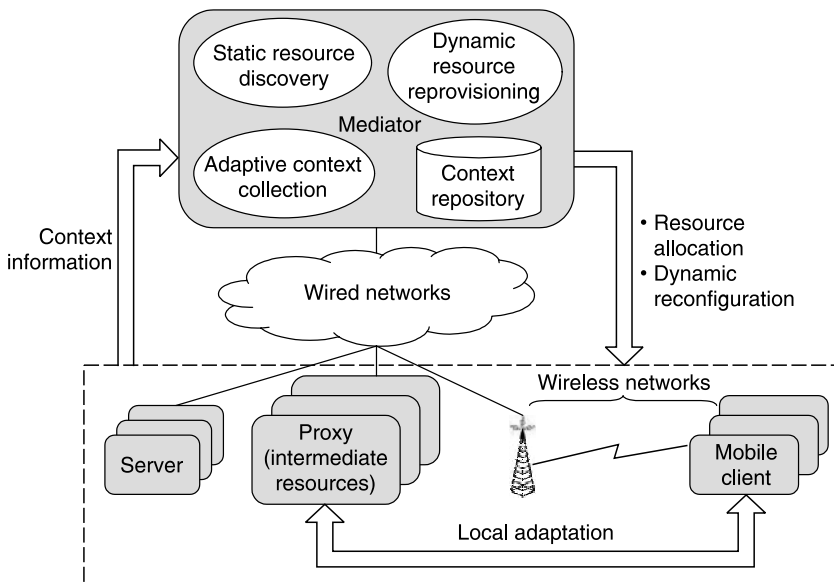 Static resource
discovery
Dynamic
resource
reprovisioning
Mediator
Adaptive context
collection
Context
repository
Context
information
• Resource
allocation
• Dynamic
reconfiguration
Wired networks
Wireless networks
Server
Proxy
(intermediate
resources)
Mobile
client
Local adaptation